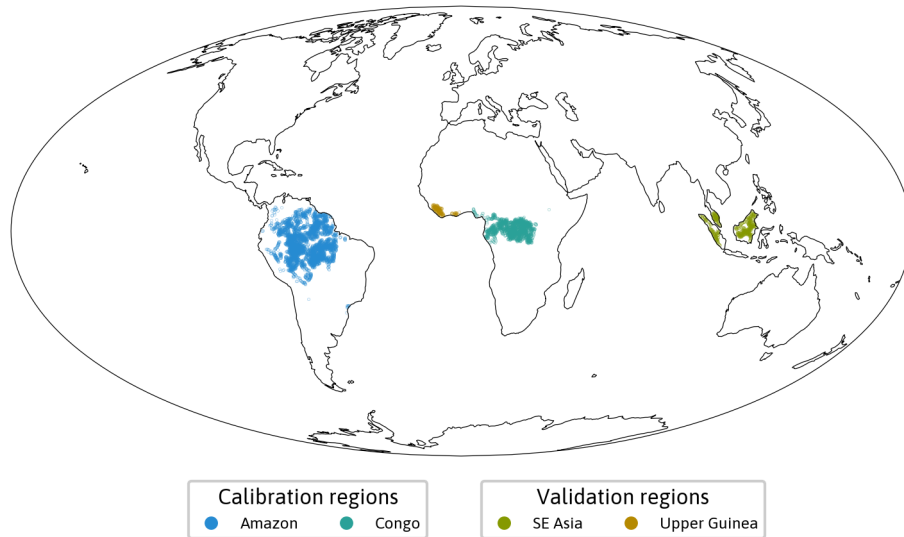 Calibration regions
Amazon Congo
Validation regions
SE Asia Upper Guinea